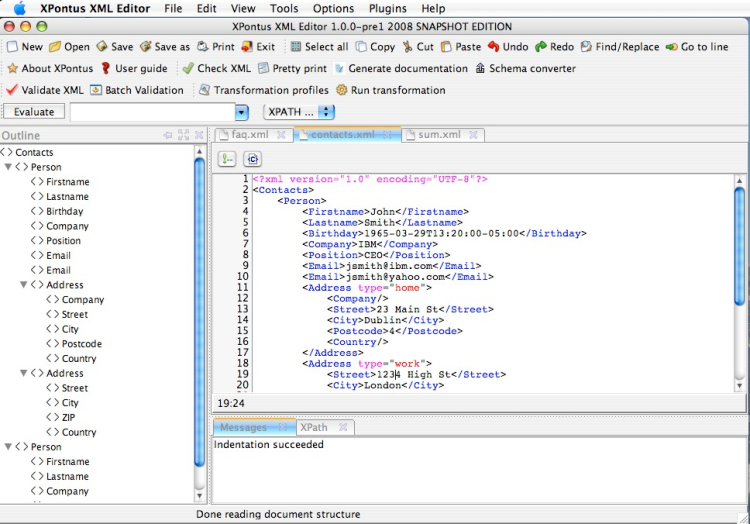 XPontus XML Editor File Edit View Tools Options Plugins Help
XPontus XML Editor 1.0.0-pre1 2008 SNAPSHOT EDITION
New Open Save Save as Print Exit Select all Copy Cut Paste Undo Redo Find/Replace Go to line
About XPontus User guide Check XML Pretty print Generate documentation Schema converter
Validate XML Batch Validation Transformation profiles Run transformation
Evaluate XPATH ...
Outline
Contacts
Person
Firstname
Lastname
Birthday
Company
Position
Email
Email
Address
Company
Street
City
Postcode
Country
Address
Street
City
ZIP
Country
Person
Firstname
Lastname
Company
faq.xml contacts.xml sum.xml
1 <?xml version="1.0" encoding="UTF-8"?>
2 <Contacts>
3 <Person>
4 <Firstname>John</Firstname>
5 <Lastname>Smith</Lastname>
6 <Birthday>1965-03-29T13:20:00-05:00</Birthday>
7 <Company>IBM</Company>
8 <Position>CEO</Position>
9 <Email>jsmith@ibm.com</Email>
10 <Email>jsmith@yahoo.com</Email>
11 <Address type="home">
12 <Company/>
13 <Street>23 Main St</Street>
14 <City>Dublin</City>
15 <Postcode>4</Postcode>
16 <Country/>
17 </Address>
18 <Address type="work">
19 <Street>1234 High St</Street>
20 <City>London</City>
19:24
Messages XPath
Indentation succeeded
Done reading document structure